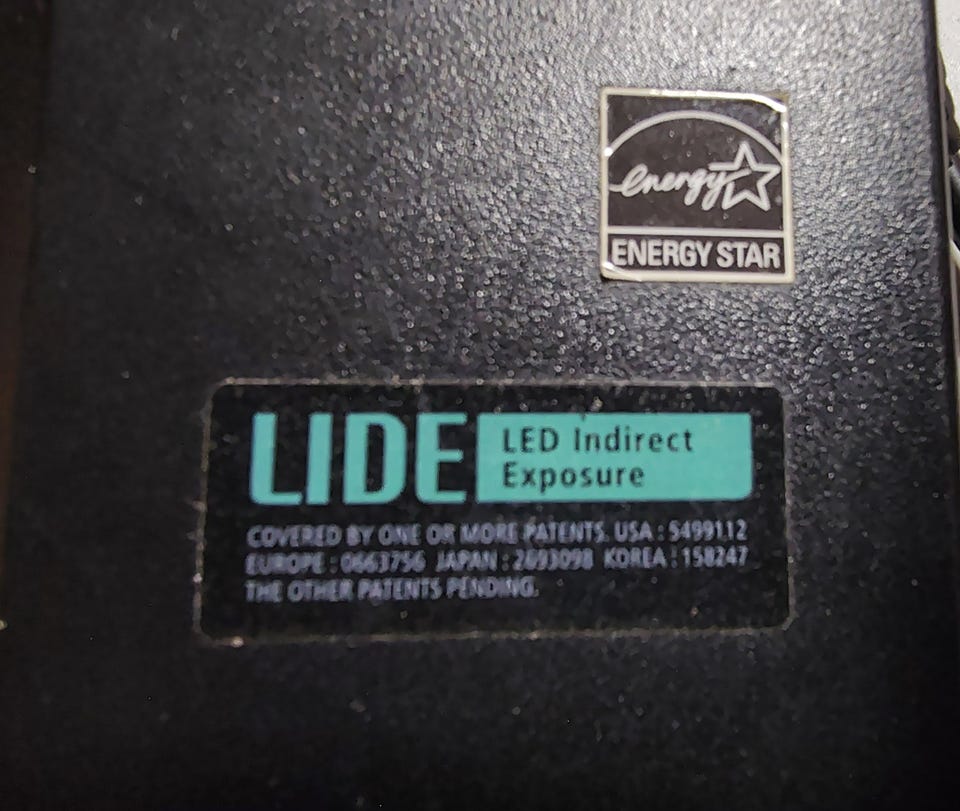 energy
ENERGY STAR
LIDE
LED Indirect
Exposure
COVERED BY ONE OR MORE PATENTS. USA : 5499112
EUROPE : 0663756 JAPAN : 2693098 KOREA : 158247
THE OTHER PATENTS PENDING.